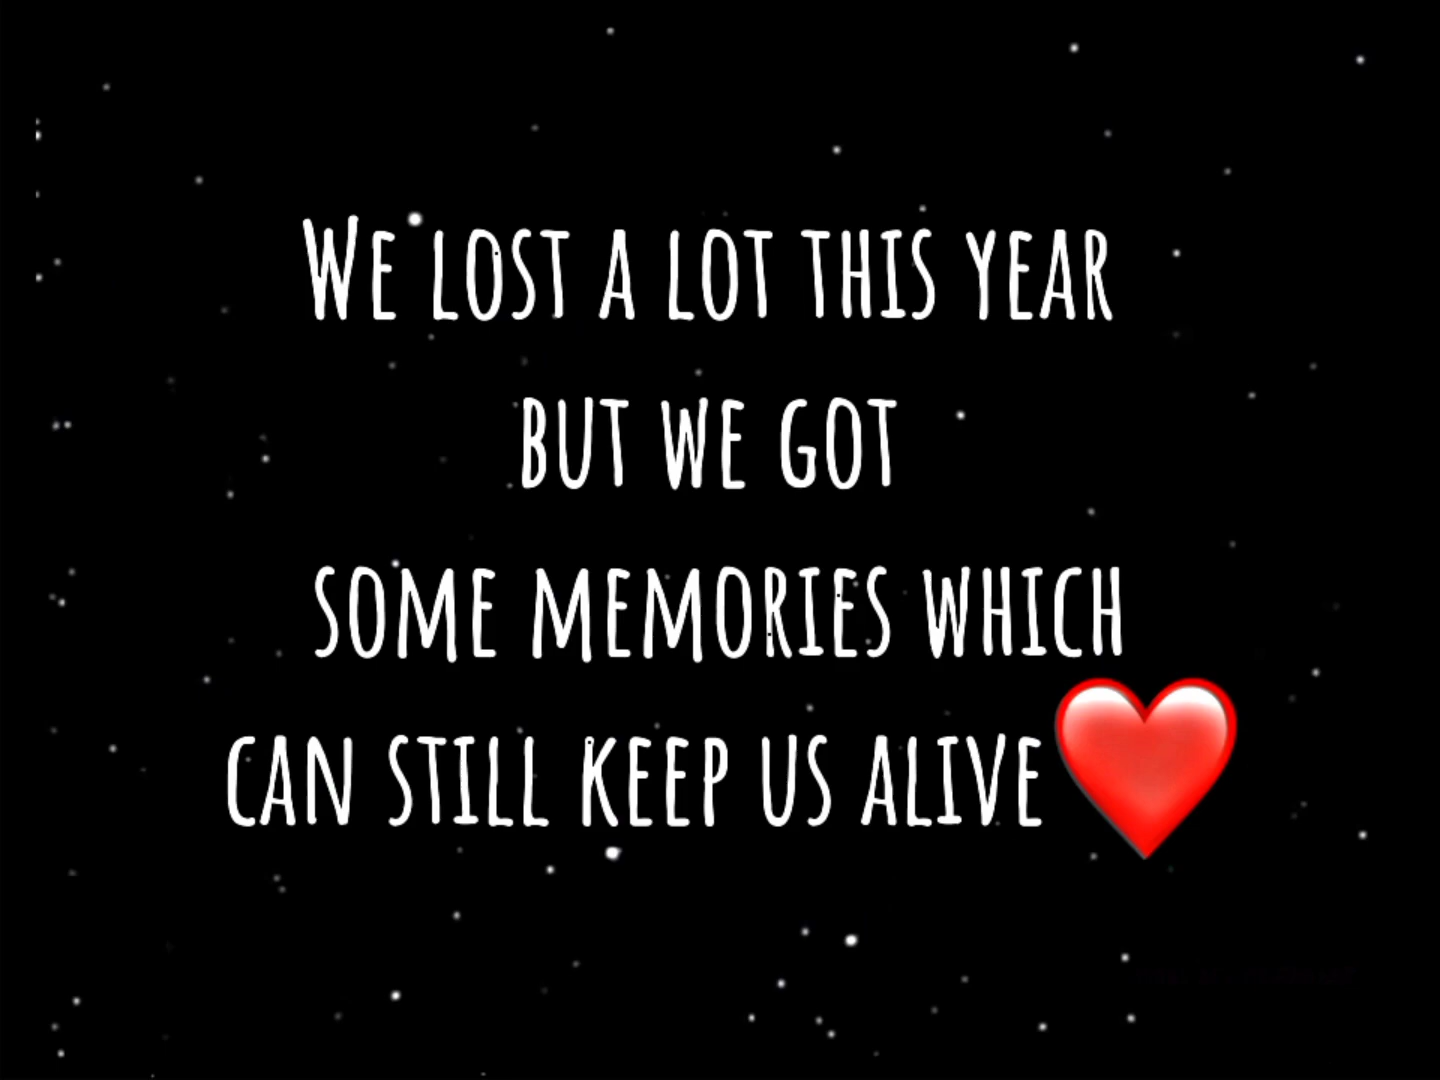 We lost a lot this year
but we got
some memories which
can still keep us alive❤️